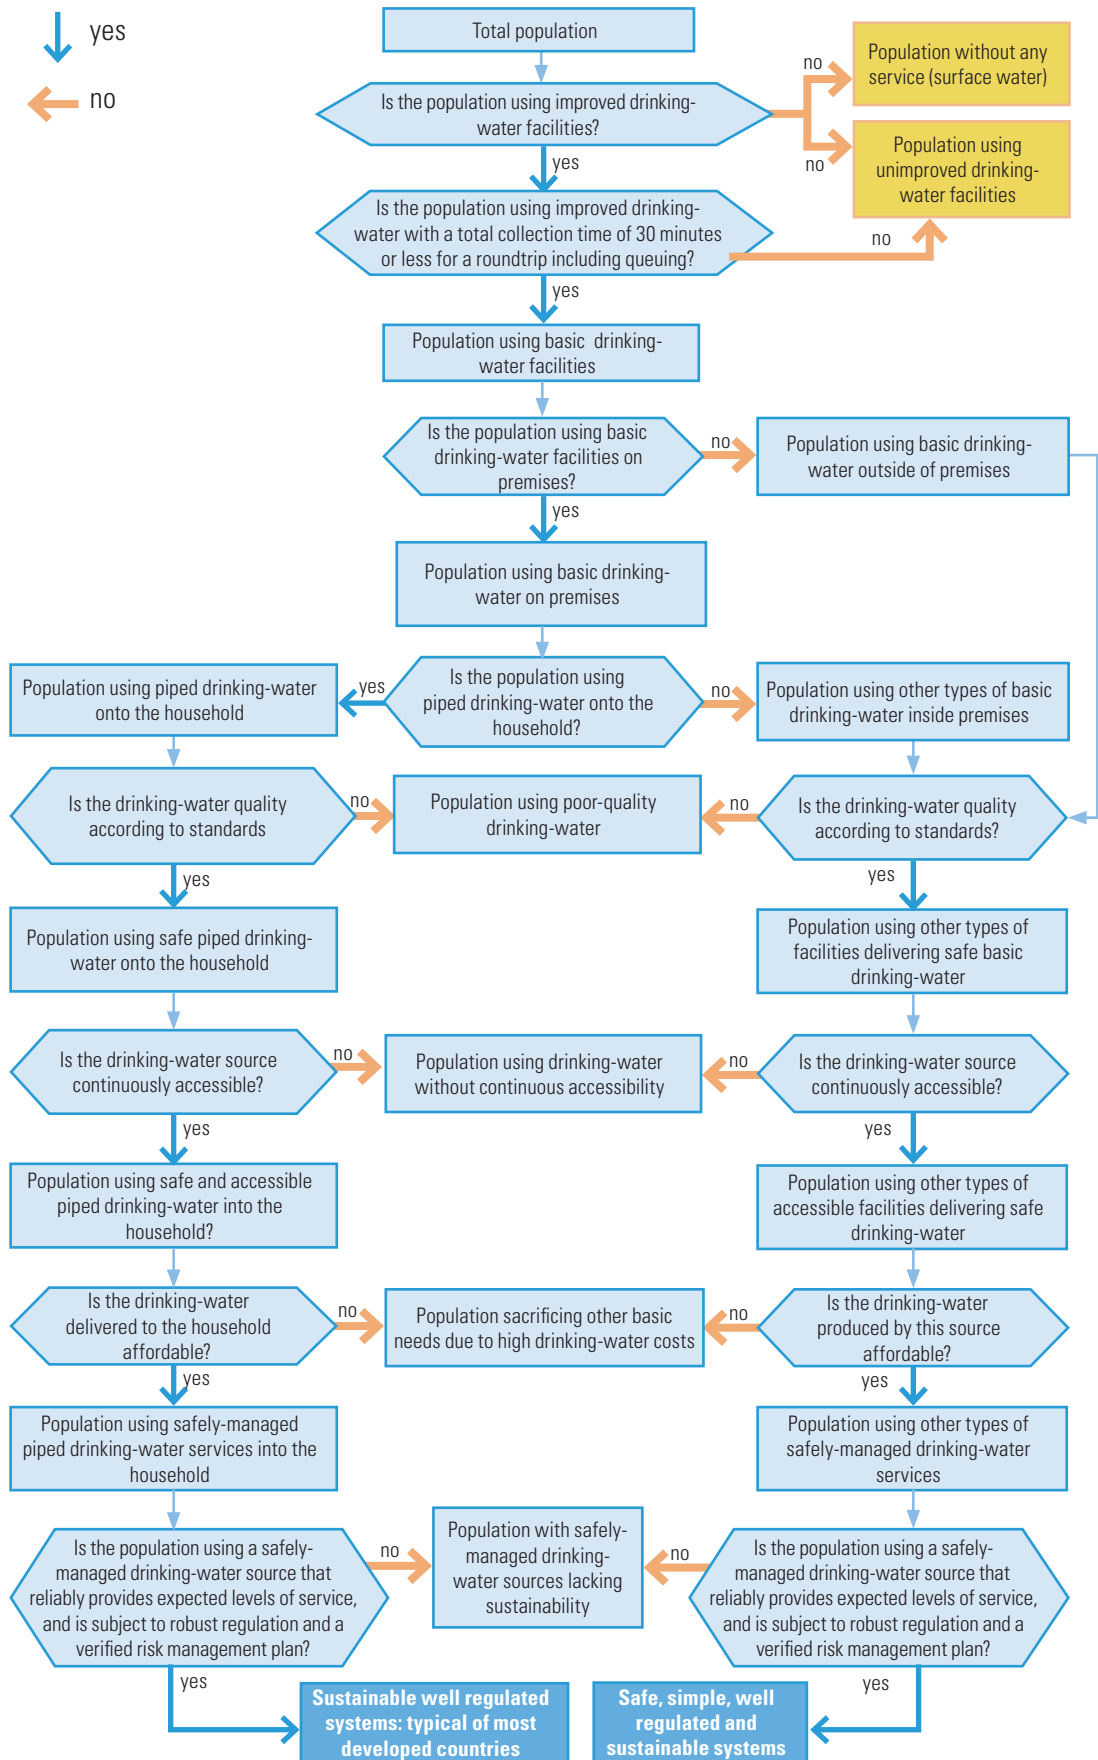 yes
no
Total population
Is the population using improved drinking-
water facilities?
no
Population without any
service (surface water)
no
Population using
unimproved drinking-
water facilities
yes
Is the population using improved drinking-
water with a total collection time of 30 minutes
or less for a roundtrip including queuing?
no
yes
Population using basic drinking-
water facilities
Is the population using basic
drinking-water facilities on
premises?
no
Population using basic drinking-
water outside of premises
yes
Population using basic drinking-
water on premises
Is the population using
piped drinking-water onto the
household?
yes
Population using piped drinking-water
onto the household
no
Population using other types of basic
drinking-water inside premises
Is the drinking-water quality
according to standards
no
Population using poor-quality
drinking-water
no
Is the drinking-water quality
according to standards?
yes
yes
Population using safe piped drinking-
water onto the household
Population using other types of
facilities delivering safe basic
drinking-water
Is the drinking-water source
continuously accessible?
no
Population using drinking-water
without continuous accessibility
no
Is the drinking-water source
continuously accessible?
yes
yes
Population using safe and accessible
piped drinking-water into the
household?
Population using other types of
accessible facilities delivering safe
drinking-water
Is the drinking-water
delivered to the household
affordable?
no
Population sacrificing other basic
needs due to high drinking-water costs
no
Is the drinking-water
produced by this source
affordable?
yes
yes
Population using safely-managed
piped drinking-water services into the
household
Population using other types of
safely-managed drinking-water
services
Is the population using a safely-
managed drinking-water source that
reliably provides expected levels of service,
and is subject to robust regulation and a
verified risk management plan?
no
Population with safely-
managed drinking-
water sources lacking
sustainability
no
Is the population using a safely-
managed drinking-water source that
reliably provides expected levels of service,
and is subject to robust regulation and a
verified risk management plan?
yes
yes
Sustainable well regulated
systems: typical of most
developed countries
Safe, simple, well
regulated and
sustainable systems